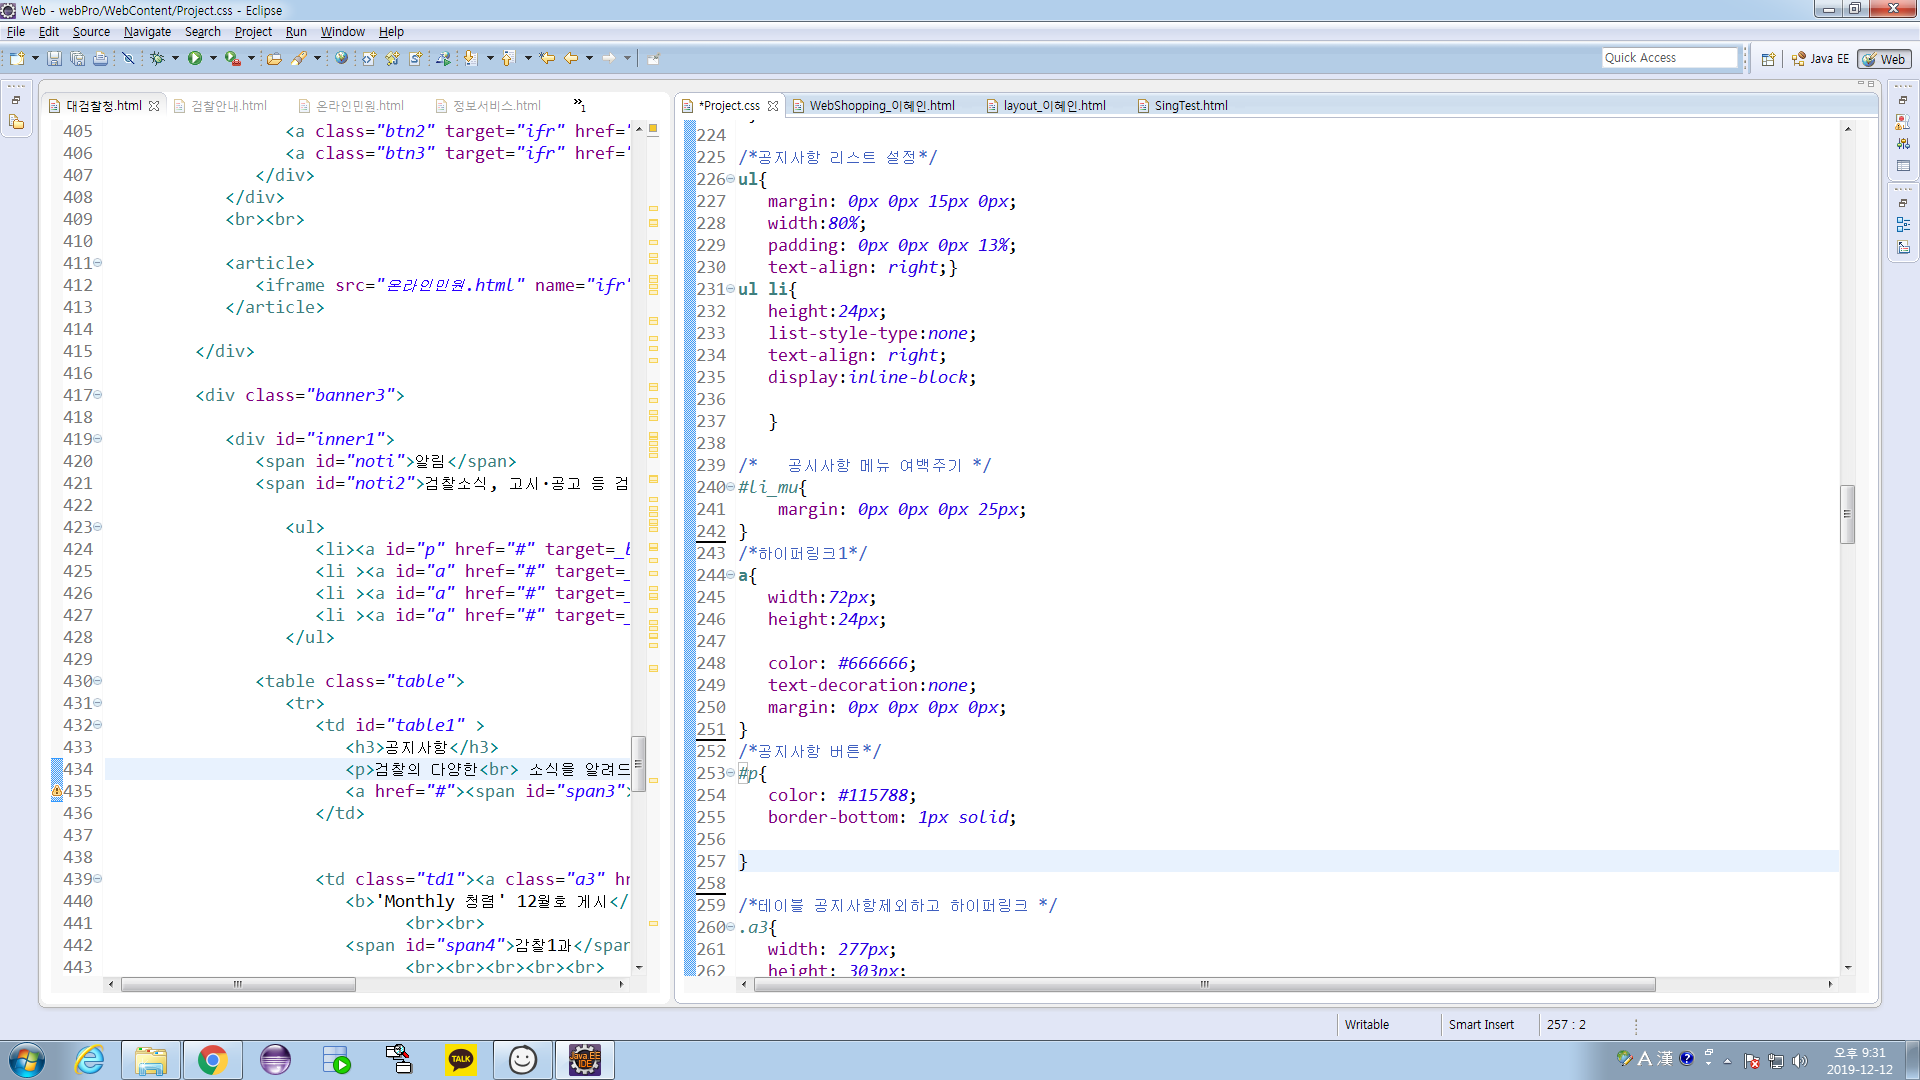 Web - webPro/WebContent/Project.css - Eclipse
File Edit Source Navigate Search Project Run Window Help
Quick Access
Java EE
Web
대검찰청.html
검찰안내.html
온라인민원.html
정보서비스.html
»1
405 <a class="btn2" target="ifr" href="
406 <a class="btn3" target="ifr" href="
407 </div>
408 </div>
409 <br><br>
410
411 <article>
412 <iframe src="온라인민원.html" name="ifr"
413 </article>
414
415 </div>
416
417 <div class="banner3">
418
419 <div id="inner1">
420 <span id="noti">알림</span>
421 <span id="noti2">검찰소식, 고시·공고 등 검
422
423 <ul>
424 <li><a id="p" href="#" target=_b
425 <li ><a id="a" href="#" target=_
426 <li ><a id="a" href="#" target=_
427 <li ><a id="a" href="#" target=_
428 </ul>
429
430 <table class="table">
431 <tr>
432 <td id="table1" >
433 <h3>공지사항</h3>
434 <p>검찰의 다양한<br> 소식을 알려드
435 <a href="#"><span id="span3">
436 </td>
437
438
439 <td class="td1"><a class="a3" hr
440 <b>'Monthly 청렴' 12월호 게시</
441 <br><br>
442 <span id="span4">감찰1과</span
443 <br><br><br><br><br>
*Project.css
WebShopping_이혜인.html
layout_이혜인.html
SingTest.html
224
225 /*공지사항 리스트 설정*/
226 ul{
227 margin: 0px 0px 15px 0px;
228 width:80%;
229 padding: 0px 0px 0px 13%;
230 text-align: right;}
231 ul li{
232 height:24px;
233 list-style-type:none;
234 text-align: right;
235 display:inline-block;
236
237 }
238
239 /* 공시사항 메뉴 여백주기 */
240 #li_mu{
241 margin: 0px 0px 0px 25px;
242 }
243 /*하이퍼링크1*/
244 a{
245 width:72px;
246 height:24px;
247
248 color: #666666;
249 text-decoration:none;
250 margin: 0px 0px 0px 0px;
251 }
252 /*공지사항 버튼*/
253 #p{
254 color: #115788;
255 border-bottom: 1px solid;
256
257 }
258
259 /*테이블 공지사항제외하고 하이퍼링크 */
260 .a3{
261 width: 277px;
262 height: 303px;
Writable
Smart Insert
257 : 2
TALK
Java EE
IDE
A 漢
오후 9:31
2019-12-12